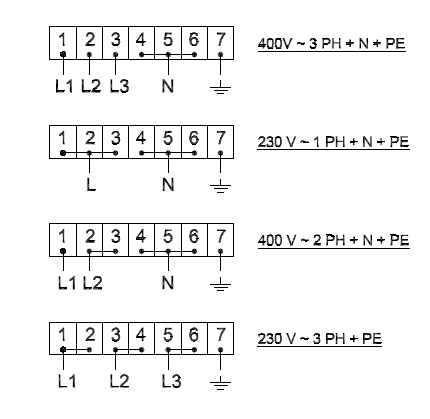 1 2 3 4 5 6 7
400V ~ 3 PH + N + PE
L1 L2 L3 N
1 2 3 4 5 6 7
230 V ~ 1 PH + N + PE
L N
1 2 3 4 5 6 7
400 V ~ 2 PH + N + PE
L1 L2 N
1 2 3 4 5 6 7
230 V ~ 3 PH + PE
L1 L2 L3